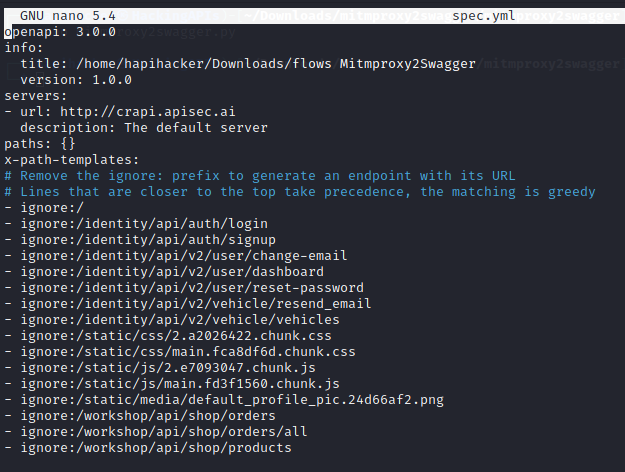 GNU nano 5.4 ~/Downloads/mitmproxy2swagger spec.yml
openapi: 3.0.0
info:
  title: /home/hapihacker/Downloads/flows Mitmproxy2Swagger
  version: 1.0.0
servers:
- url: http://crapi.apisec.ai
  description: The default server
paths: {}
x-path-templates:
# Remove the ignore: prefix to generate an endpoint with its URL
# Lines that are closer to the top take precedence, the matching is greedy
- ignore:/
- ignore:/identity/api/auth/login
- ignore:/identity/api/auth/signup
- ignore:/identity/api/v2/user/change-email
- ignore:/identity/api/v2/user/dashboard
- ignore:/identity/api/v2/user/reset-password
- ignore:/identity/api/v2/vehicle/resend_email
- ignore:/identity/api/v2/vehicle/vehicles
- ignore:/static/css/2.a2026422.chunk.css
- ignore:/static/css/main.fca8df6d.chunk.css
- ignore:/static/js/2.e7093047.chunk.js
- ignore:/static/js/main.fd3f1560.chunk.js
- ignore:/static/media/default_profile_pic.24d66af2.png
- ignore:/workshop/api/shop/orders
- ignore:/workshop/api/shop/orders/all
- ignore:/workshop/api/shop/products